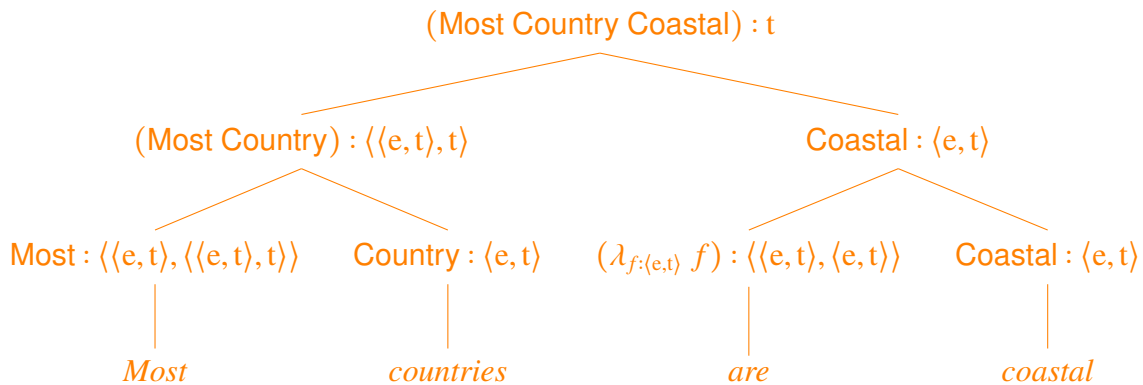 (Most Country Coastal) : t
(Most Country) : ⟨⟨e, t⟩, t⟩ Coastal : ⟨e, t⟩
Most : ⟨⟨e, t⟩, ⟨⟨e, t⟩, t⟩⟩ Country : ⟨e, t⟩ (λ_{f:⟨e,t⟩} f) : ⟨⟨e, t⟩, ⟨e, t⟩⟩ Coastal : ⟨e, t⟩
Most countries are coastal